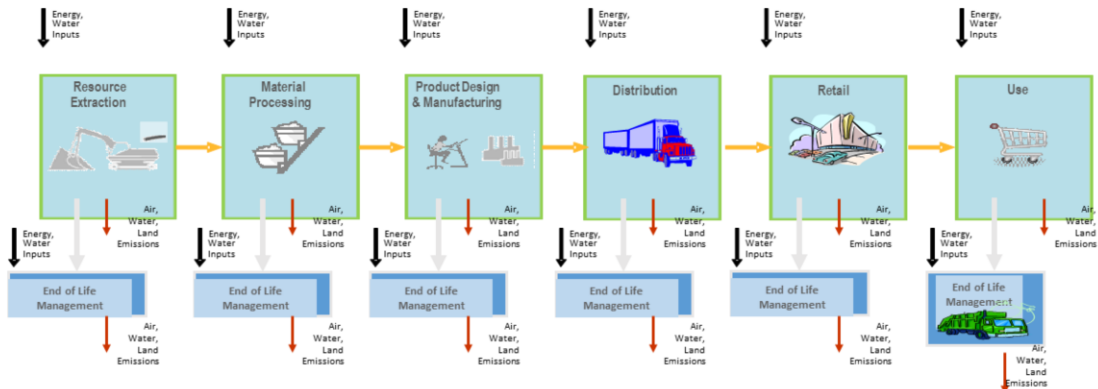 Energy,
Water
Inputs
Energy,
Water
Inputs
Energy,
Water
Inputs
Energy,
Water
Inputs
Energy,
Water
Inputs
Energy,
Water
Inputs
Resource
Extraction
Material
Processing
Product Design
& Manufacturing
Distribution
Retail
Use
Air,
Water,
Land
Emissions
Air,
Water,
Land
Emissions
Air,
Water,
Land
Emissions
Air,
Water,
Land
Emissions
Air,
Water,
Land
Emissions
Air,
Water,
Land
Emissions
Energy,
Water
Inputs
Energy,
Water
Inputs
Energy,
Water
Inputs
Energy,
Water
Inputs
Energy,
Water
Inputs
Energy,
Water
Inputs
End of Life
Management
End of Life
Management
End of Life
Management
End of Life
Management
End of Life
Management
End of Life
Management
Air,
Water,
Land
Emissions
Air,
Water,
Land
Emissions
Air,
Water,
Land
Emissions
Air,
Water,
Land
Emissions
Air,
Water,
Land
Emissions
Air,
Water,
Land
Emissions